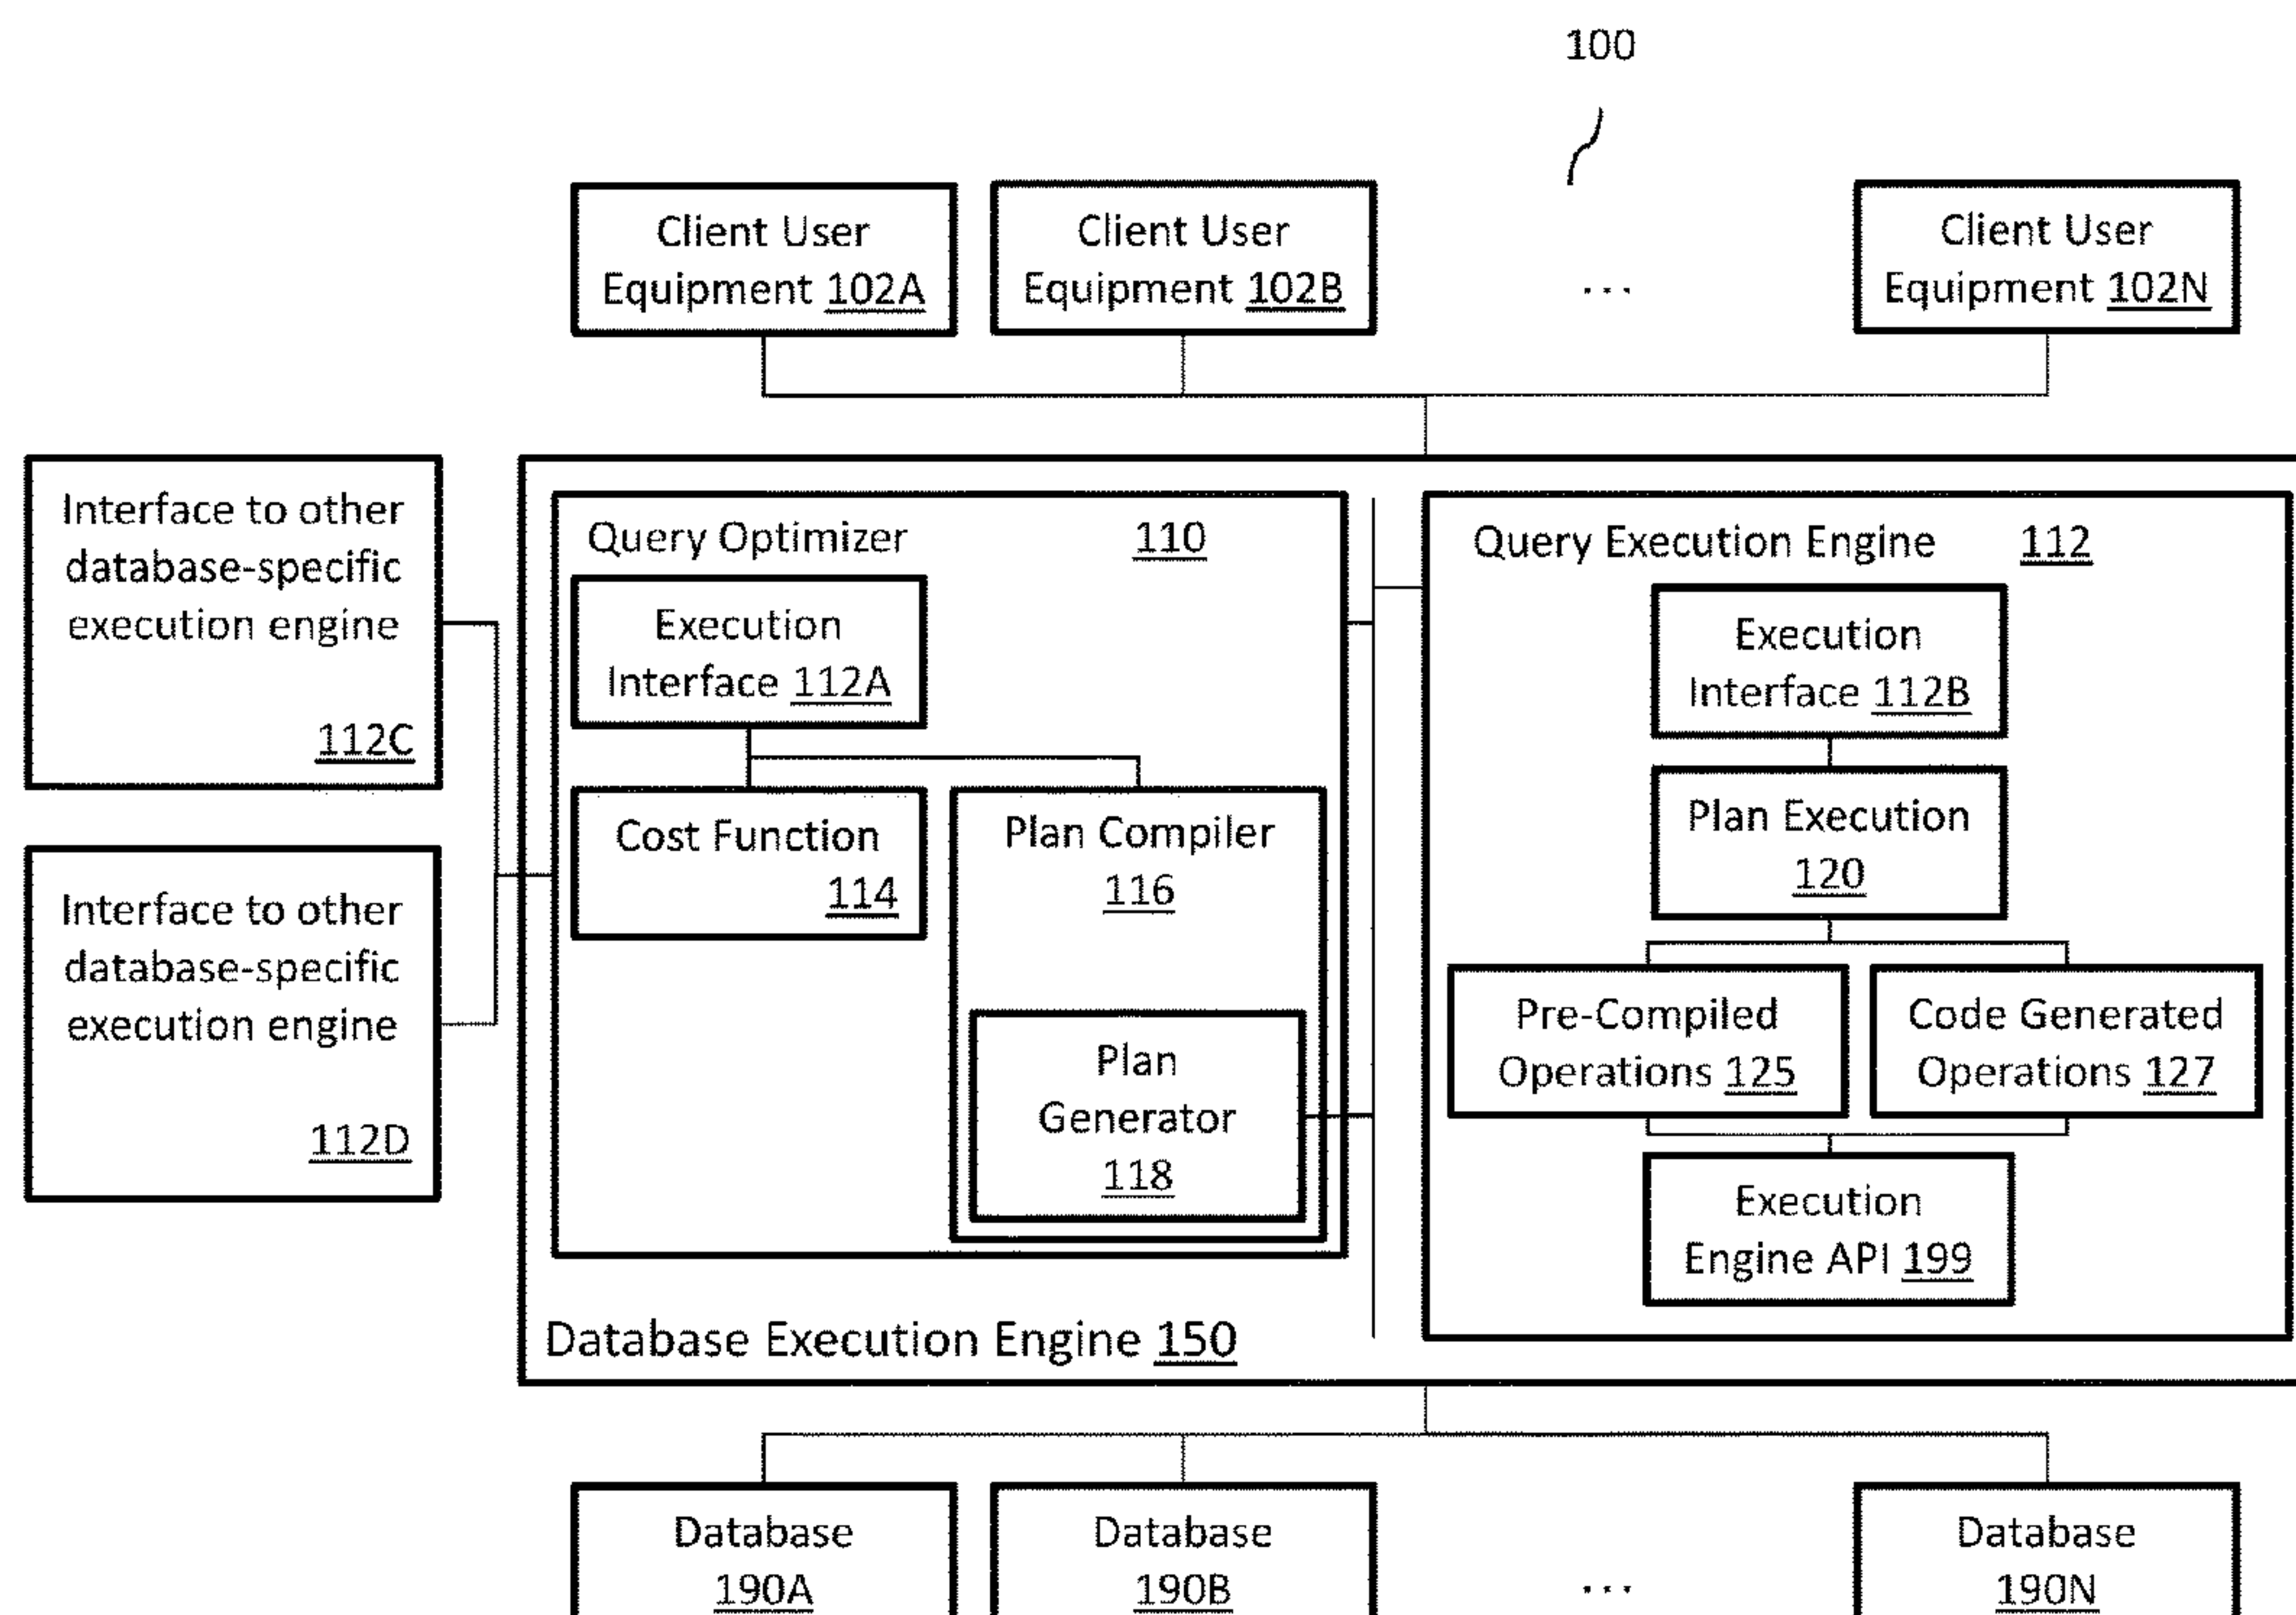 100
Client User
Equipment 102A
Client User
Equipment 102B
...
Client User
Equipment 102N
Interface to other
database-specific
execution engine
112C
Interface to other
database-specific
execution engine
112D
Query Optimizer 110
Execution
Interface 112A
Cost Function
114
Plan Compiler
116
Plan
Generator
118
Database Execution Engine 150
Query Execution Engine 112
Execution
Interface 112B
Plan Execution
120
Pre-Compiled
Operations 125
Code Generated
Operations 127
Execution
Engine API 199
Database
190A
Database
190B
...
Database
190N